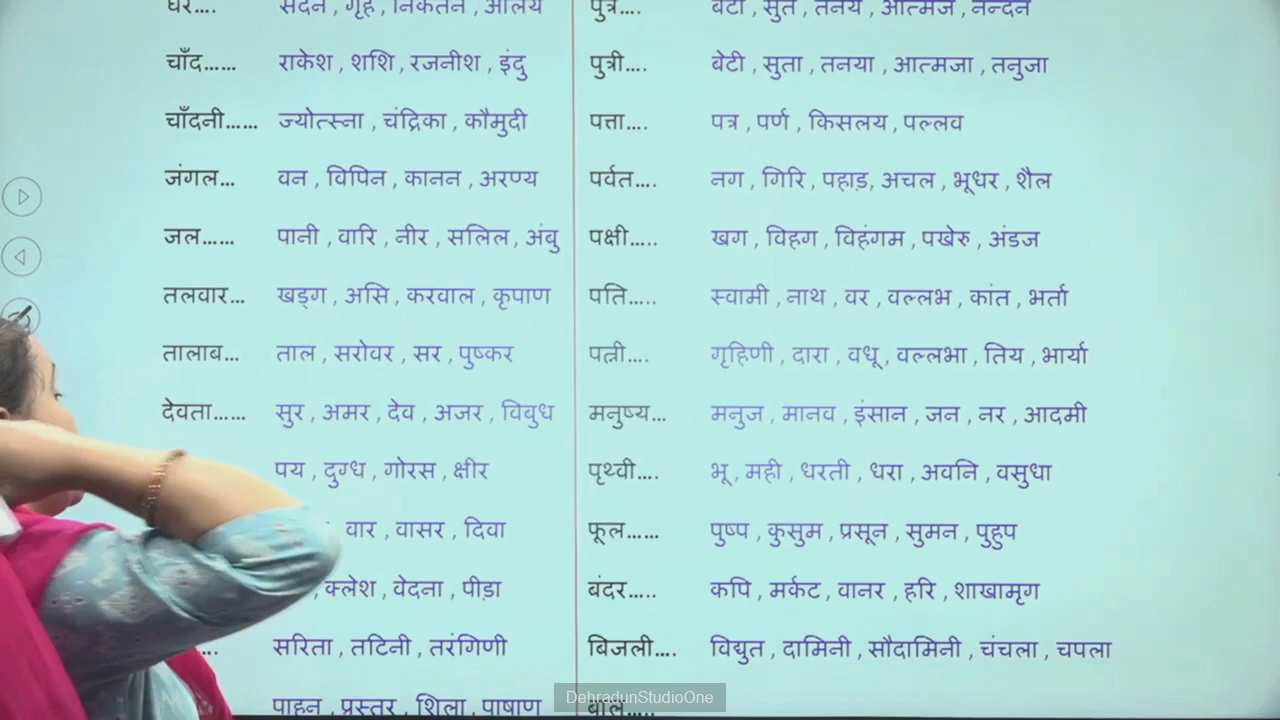 घर.... सदन , गृह , निकेतन , आलय
चाँद...... राकेश , शशि , रजनीश , इंदु
चाँदनी...... ज्योत्स्ना , चंद्रिका , कौमुदी
जंगल... वन , विपिन , कानन , अरण्य
जल...... पानी , वारि , नीर , सलिल , अंबु
तलवार... खड्ग , असि , करवाल , कृपाण
तालाब... ताल , सरोवर , सर , पुष्कर
देवता...... सुर , अमर , देव , अजर , विबुध
पय , दुग्ध , गोरस , क्षीर
, वार , वासर , दिवा
, क्लेश , वेदना , पीड़ा
.... सरिता , तटिनी , तरंगिणी
पाहन , प्रस्तर , शिला , पाषाण
पुत्र.... बेटा , सुत , तनय , आत्मज , नन्दन
पुत्री.... बेटी , सुता , तनया , आत्मजा , तनुजा
पत्ता.... पत्र , पर्ण , किसलय , पल्लव
पर्वत.... नग , गिरि , पहाड़ , अचल , भूधर , शैल
पक्षी..... खग , विहग , विहंगम , पखेरु , अंडज
पति..... स्वामी , नाथ , वर , वल्लभ , कांत , भर्ता
पत्नी.... गृहिणी , दारा , वधू , वल्लभा , तिय , भार्या
मनुष्य... मनुज , मानव , इंसान , जन , नर , आदमी
पृथ्वी.... भू , मही , धरती , धरा , अवनि , वसुधा
फूल...... पुष्प , कुसुम , प्रसून , सुमन , पुहुप
बंदर..... कपि , मर्कट , वानर , हरि , शाखामृग
बिजली.... विद्युत , दामिनी , सौदामिनी , चंचला , चपला
बाल.....
DehradunStudioOne